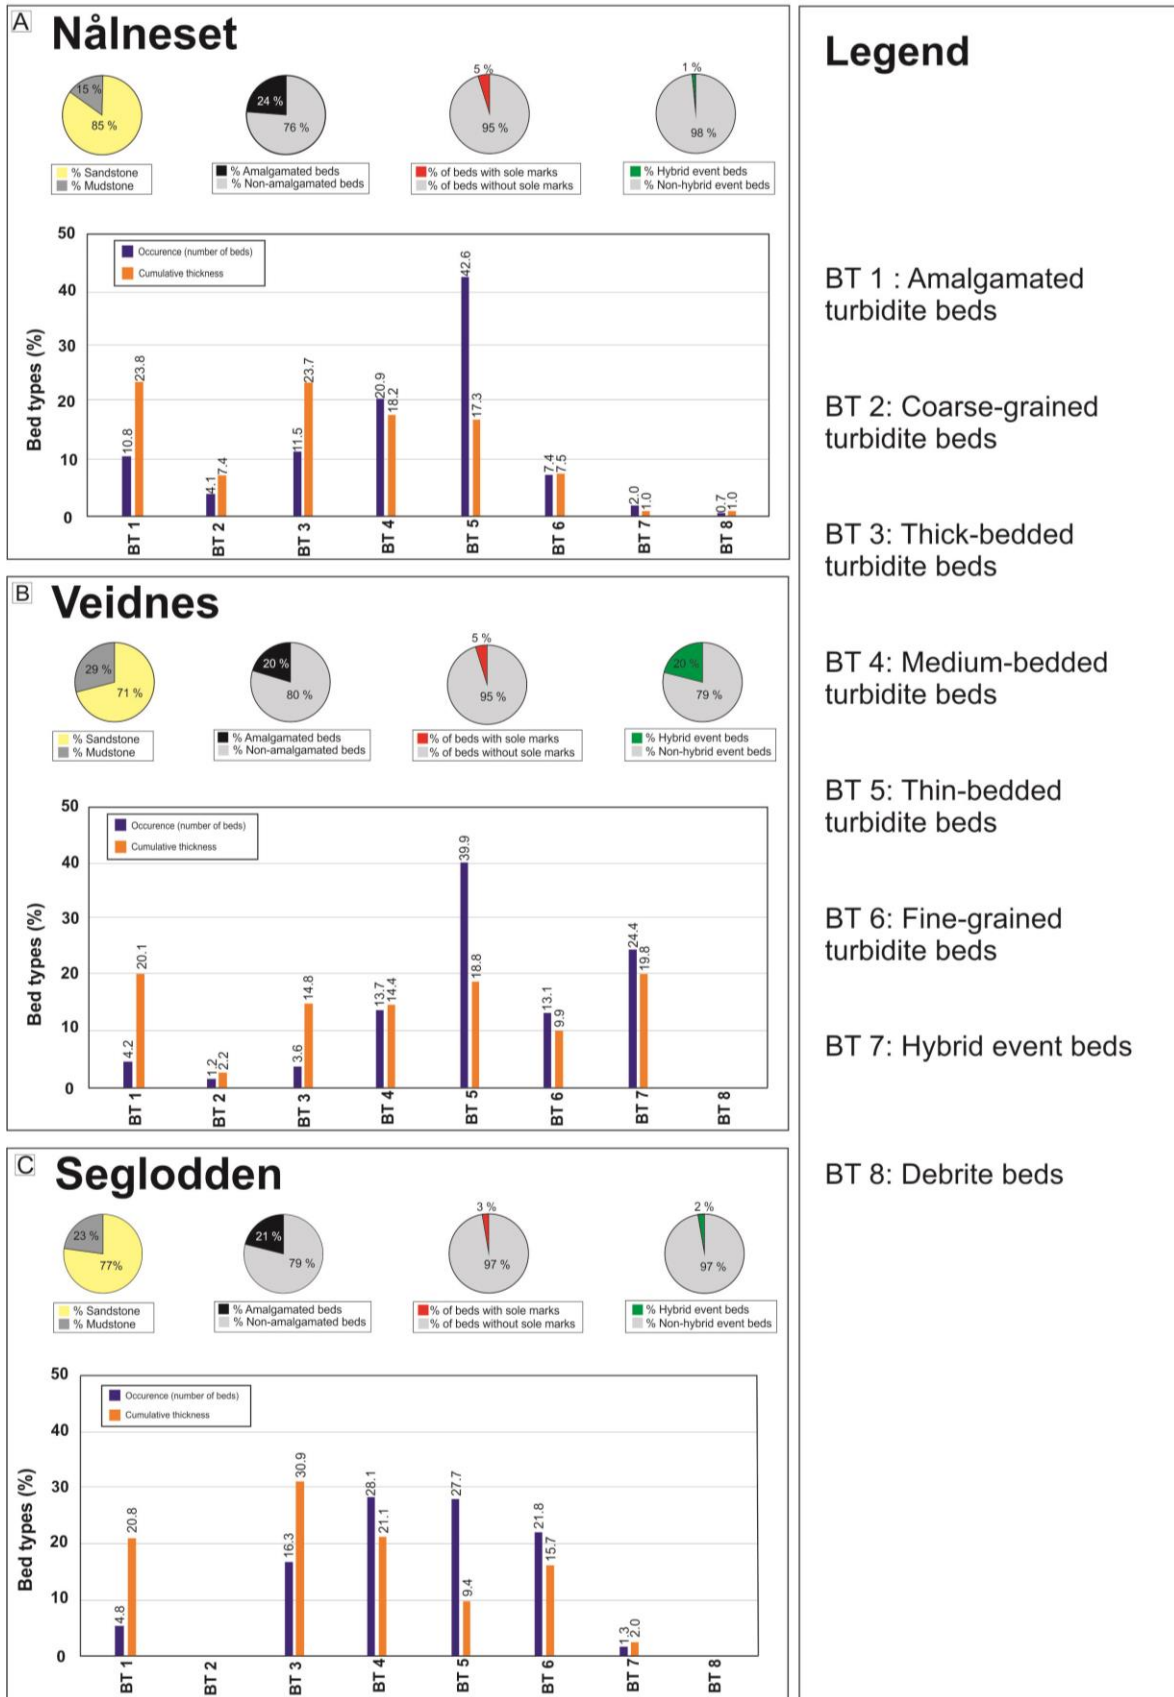 A
Nålneset
15 %
85 %
% Sandstone
% Mudstone
24 %
76 %
% Amalgamated beds
% Non-amalgamated beds
5 %
95 %
% of beds with sole marks
% of beds without sole marks
1 %
98 %
% Hybrid event beds
% Non-hybrid event beds
Bed types (%)
50
40
30
20
10
0
Occurence (number of beds)
Cumulative thickness
10.8
23.8
4.1
7.4
11.5
23.7
20.9
18.2
42.6
17.3
7.4
7.5
2.0
1.0
0.7
1.0
BT 1
BT 2
BT 3
BT 4
BT 5
BT 6
BT 7
BT 8
B
Veidnes
29 %
71 %
% Sandstone
% Mudstone
20 %
80 %
% Amalgamated beds
% Non-amalgamated beds
5 %
95 %
% of beds with sole marks
% of beds without sole marks
20 %
79 %
% Hybrid event beds
% Non-hybrid event beds
Bed types (%)
50
40
30
20
10
0
Occurence (number of beds)
Cumulative thickness
4.2
20.1
1.2
2.2
3.6
14.8
13.7
14.4
39.9
18.8
13.1
9.9
24.4
19.8
BT 1
BT 2
BT 3
BT 4
BT 5
BT 6
BT 7
BT 8
C
Seglodden
23 %
77%
% Sandstone
% Mudstone
21 %
79 %
% Amalgamated beds
% Non-amalgamated beds
3 %
97 %
% of beds with sole marks
% of beds without sole marks
2 %
97 %
% Hybrid event beds
% Non-hybrid event beds
Bed types (%)
50
40
30
20
10
0
Occurence (number of beds)
Cumulative thickness
4.8
20.8
16.3
30.9
28.1
21.1
27.7
9.4
21.8
15.7
1.3
2.0
BT 1
BT 2
BT 3
BT 4
BT 5
BT 6
BT 7
BT 8
Legend
BT 1 : Amalgamated
turbidite beds
BT 2: Coarse-grained
turbidite beds
BT 3: Thick-bedded
turbidite beds
BT 4: Medium-bedded
turbidite beds
BT 5: Thin-bedded
turbidite beds
BT 6: Fine-grained
turbidite beds
BT 7: Hybrid event beds
BT 8: Debrite beds